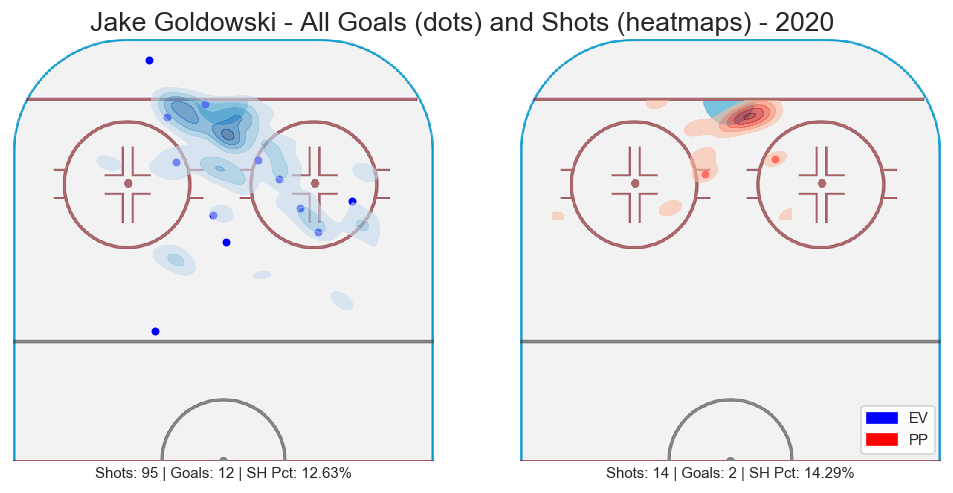 Jake Goldowski - All Goals (dots) and Shots (heatmaps) - 2020
EV
PP
Shots: 95 | Goals: 12 | SH Pct: 12.63%
Shots: 14 | Goals: 2 | SH Pct: 14.29%